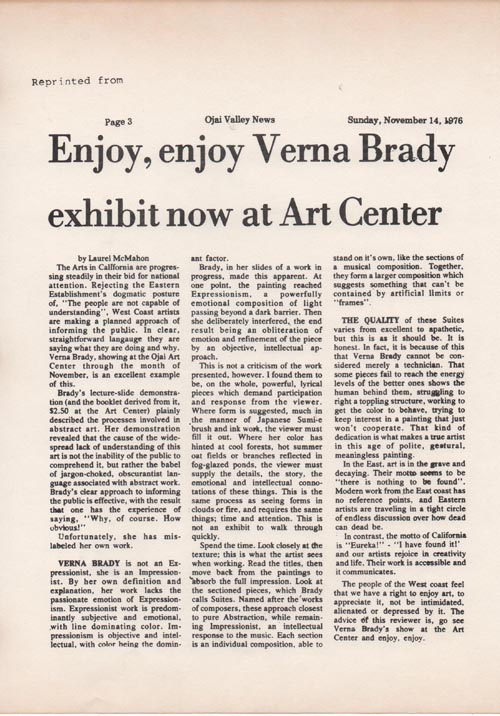 Reprinted from
Page 3
Ojai Valley News
Sunday, November 14, 1976
Enjoy, enjoy Verna Brady
exhibit now at Art Center
by Laurel McMahon
The Arts in California are progres-
sing steadily in their bid for national
attention. Rejecting the Eastern
Establishment's dogmatic posture
of, "The people are not capable of
understanding", West Coast artists
are making a planned approach of
informing the public. In clear,
straightforward langauge they are
saying what they are doing and why.
Verna Brady, showing at the Ojai Art
Center through the month of
November, is an excellent example
of this.
Brady's lecture-slide demonstra-
tion (and the booklet derived from it,
$2.50 at the Art Center) plainly
described the processes involved in
abstract art. Her demonstration
revealed that the cause of the wide-
spread lack of understanding of this
art is not the inability of the public to
comprehend it, but rather the babel
of jargon-choked, obscurantist lan-
guage associated with abstract work.
Brady's clear approach to informing
the public is effective, with the result
that one has the experience of
saying, "Why, of course. How
obvious!"
Unfortunately, she has mis-
labeled her own work.
VERNA BRADY is not an Ex-
pressionist, she is an Impression-
ist. By her own definition and
explanation, her work lacks the
passionate emotion of Expression-
ism. Expressionist work is predom-
inantly subjective and emotional,
with line dominating color. Im-
pressionism is objective and intel-
lectual, with color being the domin-
ant factor.
Brady, in her slides of a work in
progress, made this apparent. At
one point, the painting reached
Expressionism, a powerfully
emotional composition of light
passing beyond a dark barrier. Then
she deliberately interfered, the end
result being an obliteration of
emotion and refinement of the piece
by an objective, intellectual ap-
proach.
This is not a criticism of the work
presented, however. I found them to
be, on the whole, powerful, lyrical
pieces which demand participation
and response from the viewer.
Where form is suggested, much in
the manner of Japanese Sumi-e
brush and ink work, the viewer must
fill it out. Where her color has
hinted at cool forests, hot summer
oat fields or branches reflected in
fog-glazed ponds, the viewer must
supply the details, the story, the
emotional and intellectual conno-
tations of these things. This is the
same process as seeing forms in
clouds or fire, and requires the same
things; time and attention. This is
not an exhibit to walk through
quickly.
Spend the time. Look closely at the
texture; this is what the artist sees
when working. Read the titles, then
move back from the paintings to
absorb the full impression. Look at
the sectioned pieces, which Brady
calls Suites. Named after the works
of composers, these approach closest
to pure Abstraction, while remain-
ing Impressionist, an intellectual
response to the music. Each section
is an individual composition, able to
stand on it's own, like the sections of
a musical composition. Together,
they form a larger composition which
suggests something that can't be
contained by artificial limits or
"frames".
THE QUALITY of these Suites
varies from excellent to apathetic,
but this is as it should be. It is
honest. In fact, it is because of this
that Verna Brady cannot be con-
sidered merely a technician. That
some pieces fail to reach the energy
levels of the better ones shows the
human behind them, struggling to
right a toppling structure, working to
get the color to behave, trying to
keep interest in a painting that just
won't cooperate. That kind of
dedication is what makes a true artist
in this age of polite, gestural,
meaningless painting.
In the East, art is in the grave and
decaying. Their motto seems to be
"there is nothing to be found".
Modern work from the East coast has
no reference points, and Eastern
artists are traveling in a tight circle
of endless discussion over how dead
can dead be.
In contrast, the motto of California
is "Eureka!" - "I have found it!"
and our artists rejoice in creativity
and life. Their work is accessible and
it communicates.
The people of the West coast feel
that we have a right to enjoy art, to
appreciate it, not be intimidated,
alienated or depressed by it. The
advice of this reviewer is, go see
Verna Brady's show at the Art
Center and enjoy, enjoy.